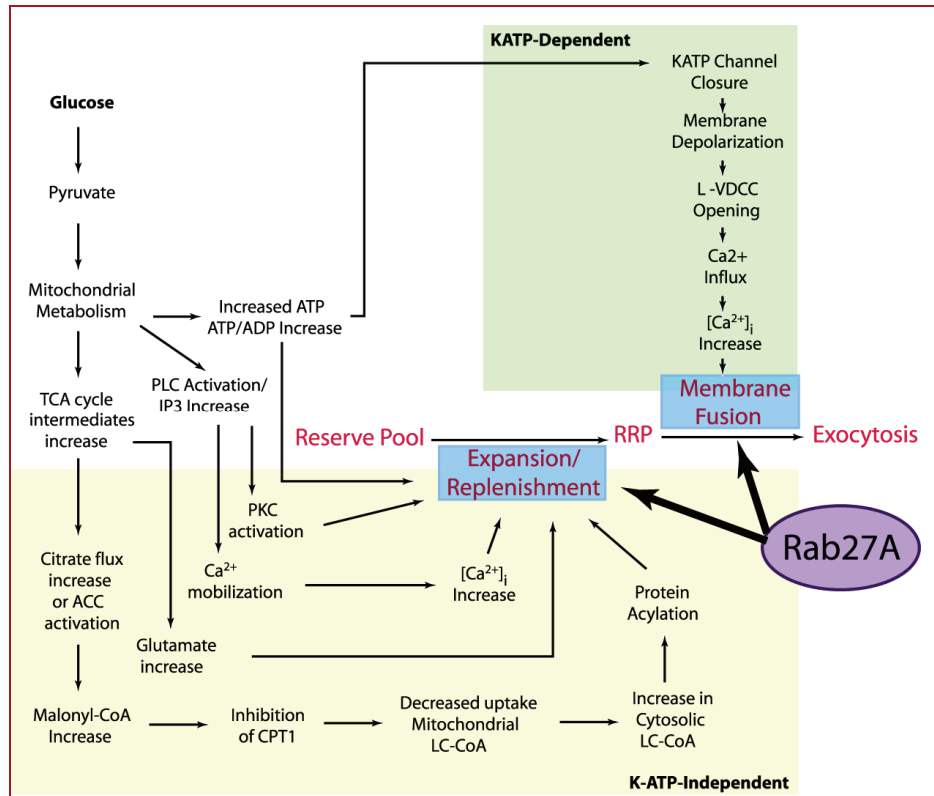 KATP-Dependent
KATP Channel
Closure
Membrane
Depolarization
L -VDCC
Opening
Ca2+
Influx
[Ca²⁺]i
Increase
Membrane
Fusion
Glucose
Pyruvate
Mitochondrial
Metabolism
Increased ATP
ATP/ADP Increase
PLC Activation/
IP3 Increase
TCA cycle
intermediates
increase
Reserve Pool
RRP
Exocytosis
Expansion/
Replenishment
Rab27A
PKC
activation
Ca²⁺
mobilization
[Ca²⁺]i
Increase
Protein
Acylation
Citrate flux
increase
or ACC
activation
Glutamate
increase
Malonyl-CoA
Increase
Inhibition
of CPT1
Decreased uptake
Mitochondrial
LC-CoA
Increase in
Cytosolic
LC-CoA
K-ATP-Independent